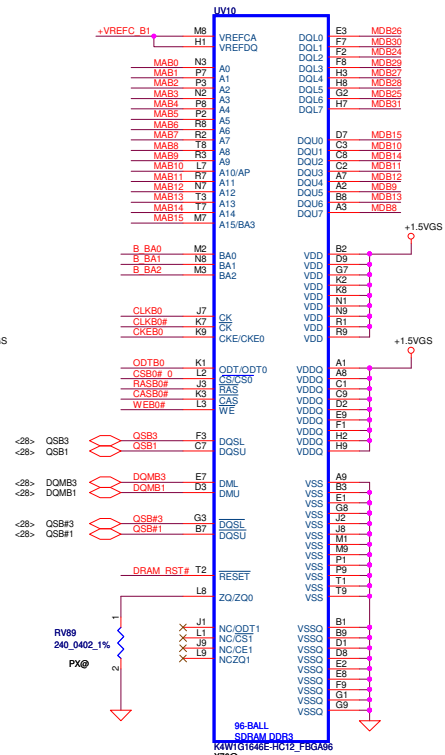 UV10
+VREFC_B1 M8 VREFCA
H1 VREFDQ
MAB0 N3 A0
MAB1 P7 A1
MAB2 P3 A2
MAB3 N2 A3
MAB4 P8 A4
MAB5 P2 A5
MAB6 R8 A6
MAB7 R2 A7
MAB8 T8 A8
MAB9 R3 A9
MAB10 L7 A10/AP
MAB11 R7 A11
MAB12 N7 A12
MAB13 T3 A13
MAB14 T7 A14
MAB15 M7 A15/BA3
B_BA0 M2 BA0
B_BA1 N8 BA1
B_BA2 M3 BA2
CLKB0 J7 CK
CLKB0# K7 CK
CKEB0 K9 CKE/CKE0
ODTB0 K1 ODT/ODT0
CSB0#_0 L2 CS/CS0
RASB0# J3 RAS
CASB0# K3 CAS
WEB0# L3 WE
<28> QSB3 QSB3 F3 DQSL
<28> QSB1 QSB1 C7 DQSU
<28> DQMB3 DQMB3 E7 DML
<28> DQMB1 DQMB1 D3 DMU
<28> QSB#3 QSB#3 G3 DQSL
<28> QSB#1 QSB#1 B7 DQSU
DRAM_RST# T2 RESET
L8 ZQ/ZQ0
1
RV89
240_0402_1%
PX@
2
J1 NC/ODT1
L1 NC/CS1
J9 NC/CE1
L9 NCZQ1
DQL0 E3 MDB26
DQL1 F7 MDB30
DQL2 F2 MDB24
DQL3 F8 MDB29
DQL4 H3 MDB27
DQL5 H8 MDB28
DQL6 G2 MDB25
DQL7 H7 MDB31
DQU0 D7 MDB15
DQU1 C3 MDB10
DQU2 C8 MDB14
DQU3 C2 MDB11
DQU4 A7 MDB12
DQU5 A2 MDB9
DQU6 B8 MDB13
DQU7 A3 MDB8
+1.5VGS
VDD B2
VDD D9
VDD G7
VDD K2
VDD K8
VDD N1
VDD N9
VDD R1
VDD R9
+1.5VGS
VDDQ A1
VDDQ A8
VDDQ C1
VDDQ C9
VDDQ D2
VDDQ E9
VDDQ F1
VDDQ H2
VDDQ H9
VSS A9
VSS B3
VSS E1
VSS G8
VSS J2
VSS J8
VSS M1
VSS M9
VSS P1
VSS P9
VSS T1
VSS T9
VSSQ B1
VSSQ B9
VSSQ D1
VSSQ D8
VSSQ E2
VSSQ E8
VSSQ F9
VSSQ G1
VSSQ G9
96-BALL
SDRAM DDR3
K4W1G1646E-HC12_FBGA96